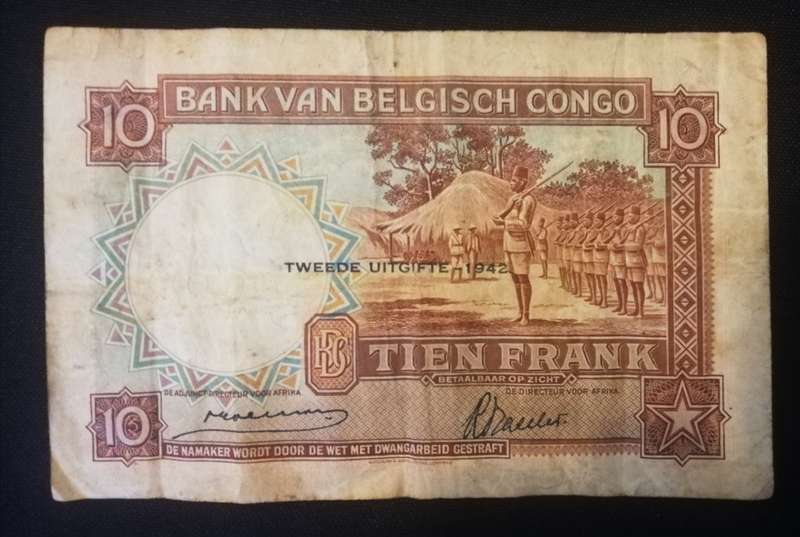 BANK VAN BELGISCH CONGO
10
10
TWEEDE UITGIFTE - 1942
BCB
TIEN FRANK
BETAALBAAR OP ZICHT
DE ADJUNCT-DIRECTEUR VOOR AFRIKA
DE DIRECTEUR VOOR AFRIKA
10
DE NAMAKER WORDT DOOR DE WET MET DWANGARBEID GESTRAFT